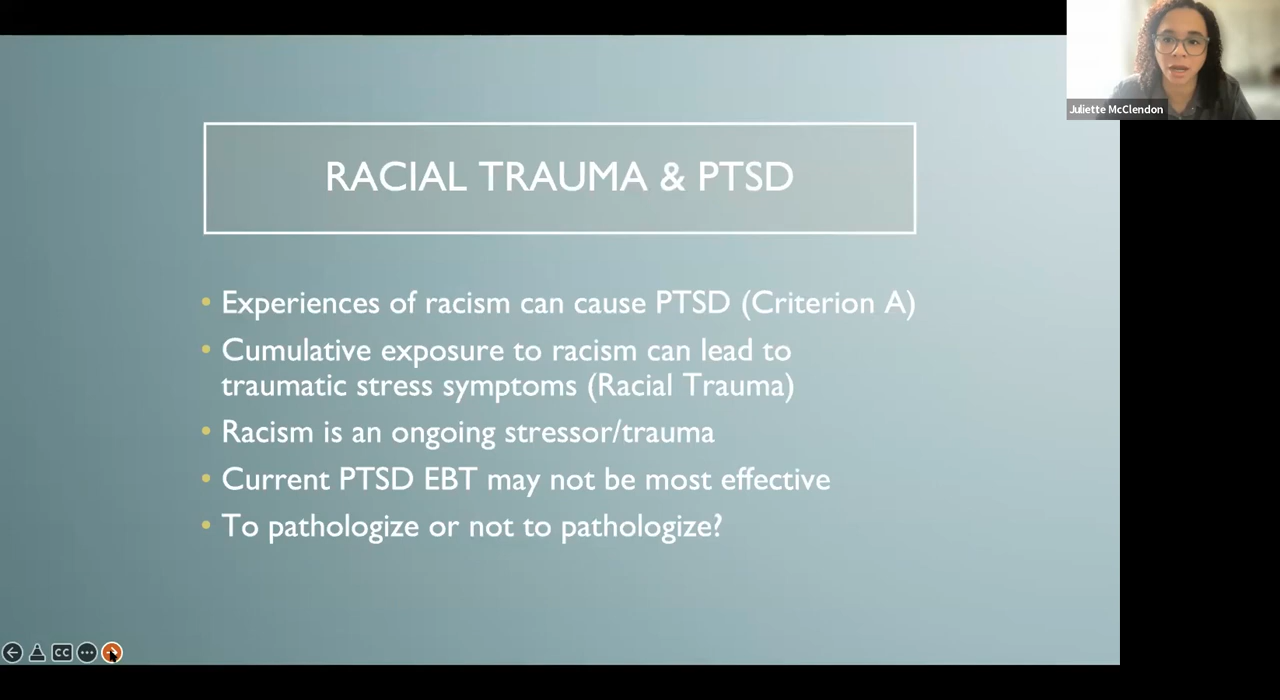 Juliette McClendon
RACIAL TRAUMA & PTSD
• Experiences of racism can cause PTSD (Criterion A)
• Cumulative exposure to racism can lead to
traumatic stress symptoms (Racial Trauma)
• Racism is an ongoing stressor/trauma
• Current PTSD EBT may not be most effective
• To pathologize or not to pathologize?
CC